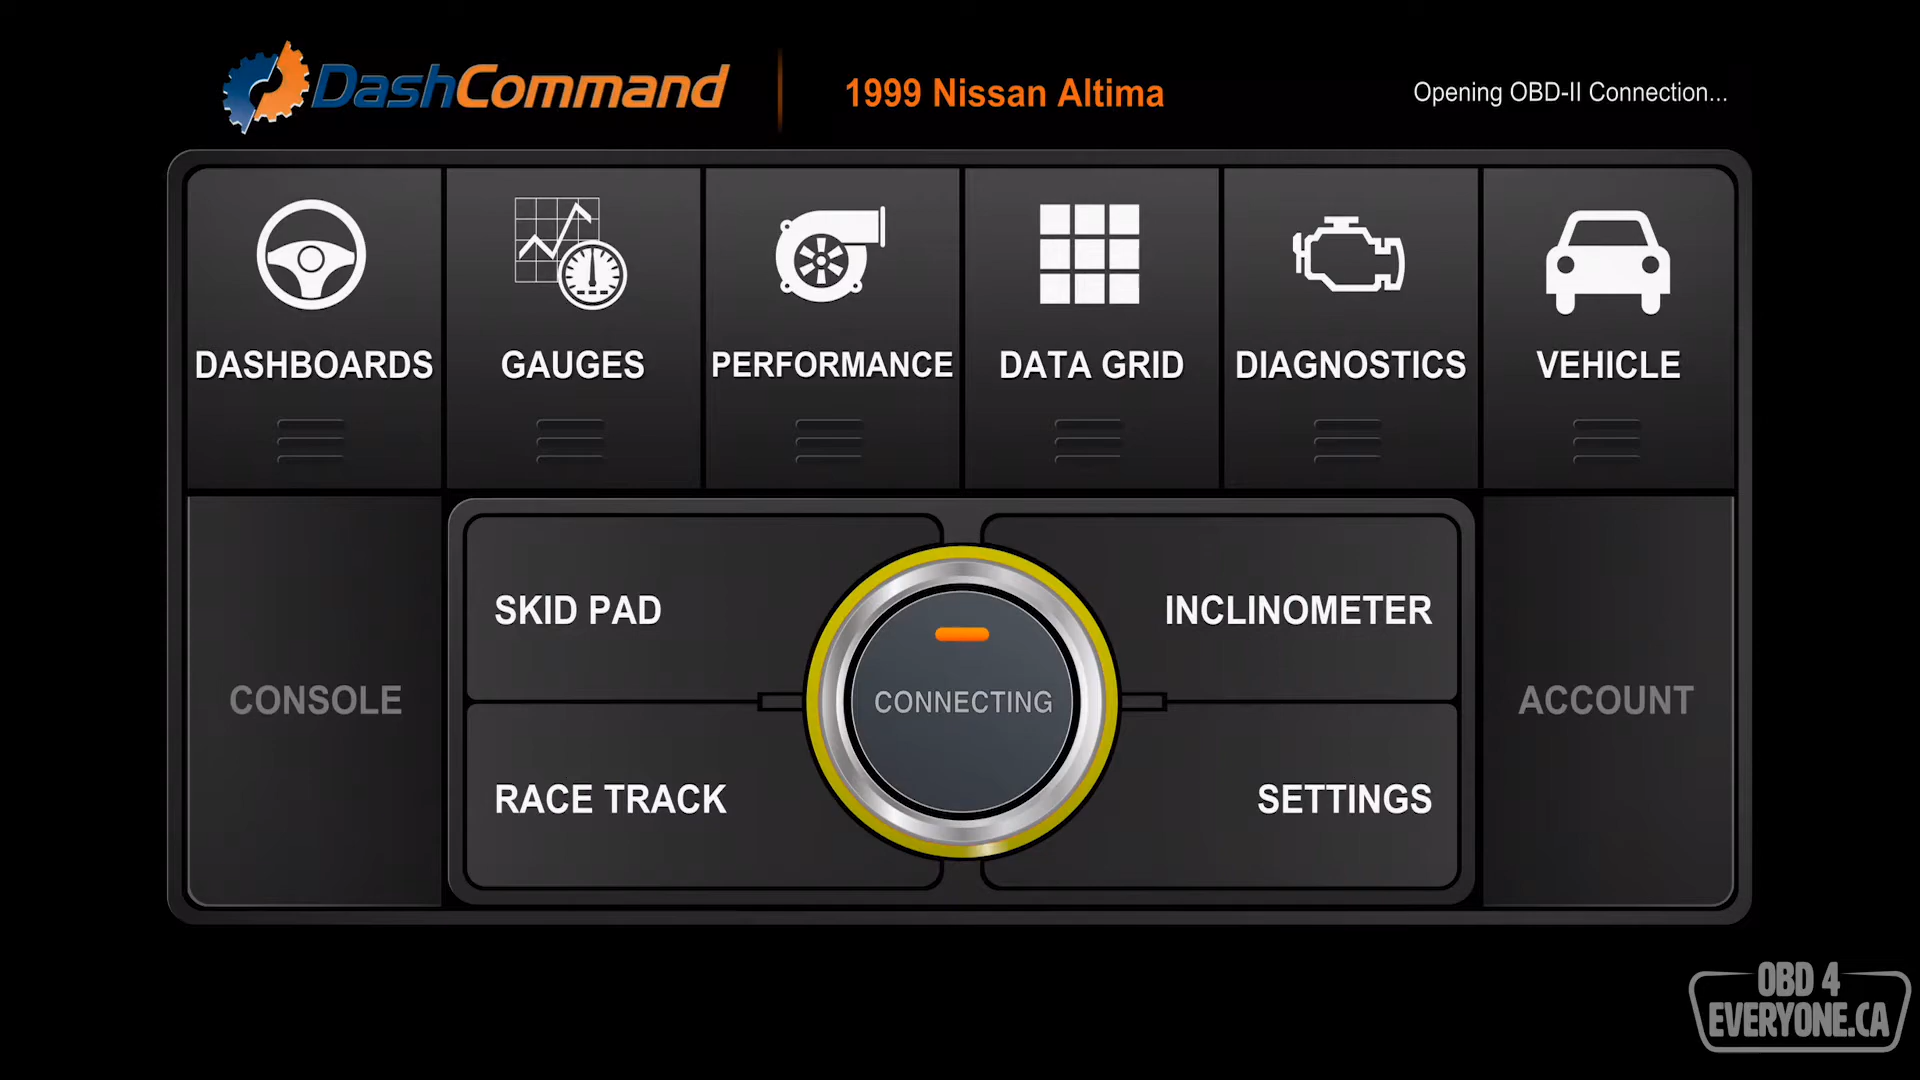 DashCommand
1999 Nissan Altima
Opening OBD-II Connection...
DASHBOARDS
GAUGES
PERFORMANCE
DATA GRID
DIAGNOSTICS
VEHICLE
CONSOLE
SKID PAD
INCLINOMETER
CONNECTING
RACE TRACK
SETTINGS
ACCOUNT
OBD 4
EVERYONE.CA